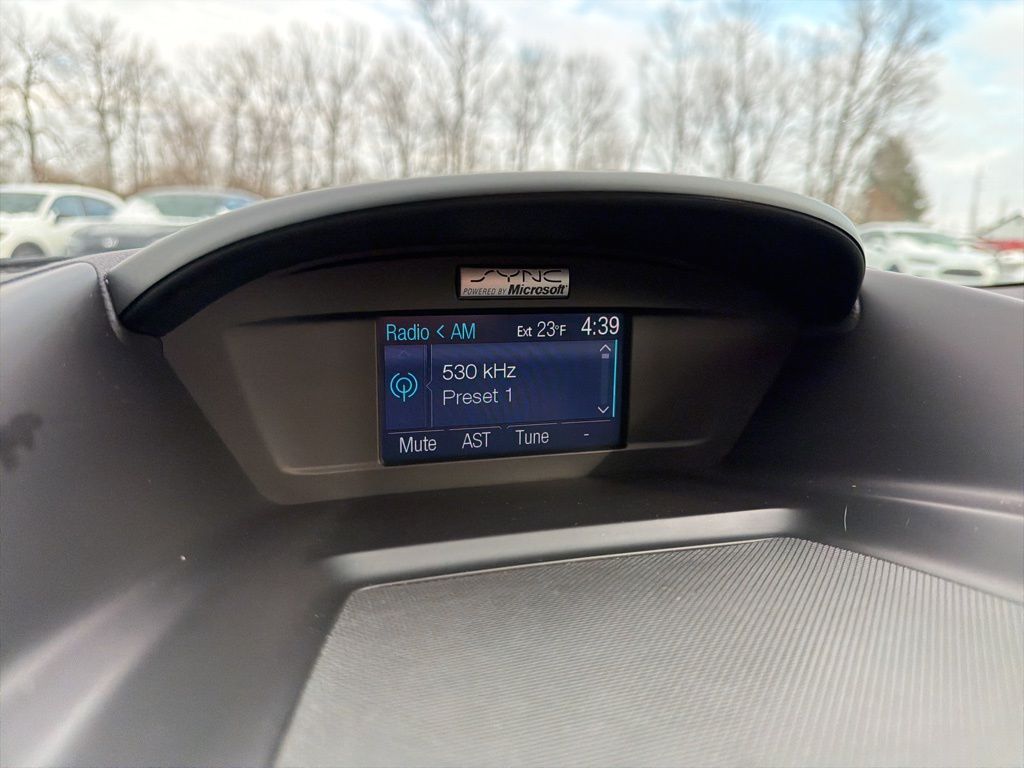 SYNC
POWERED BY Microsoft
Radio < AM Ext 23°F 4:39
530 kHz
Preset 1
Mute AST Tune -